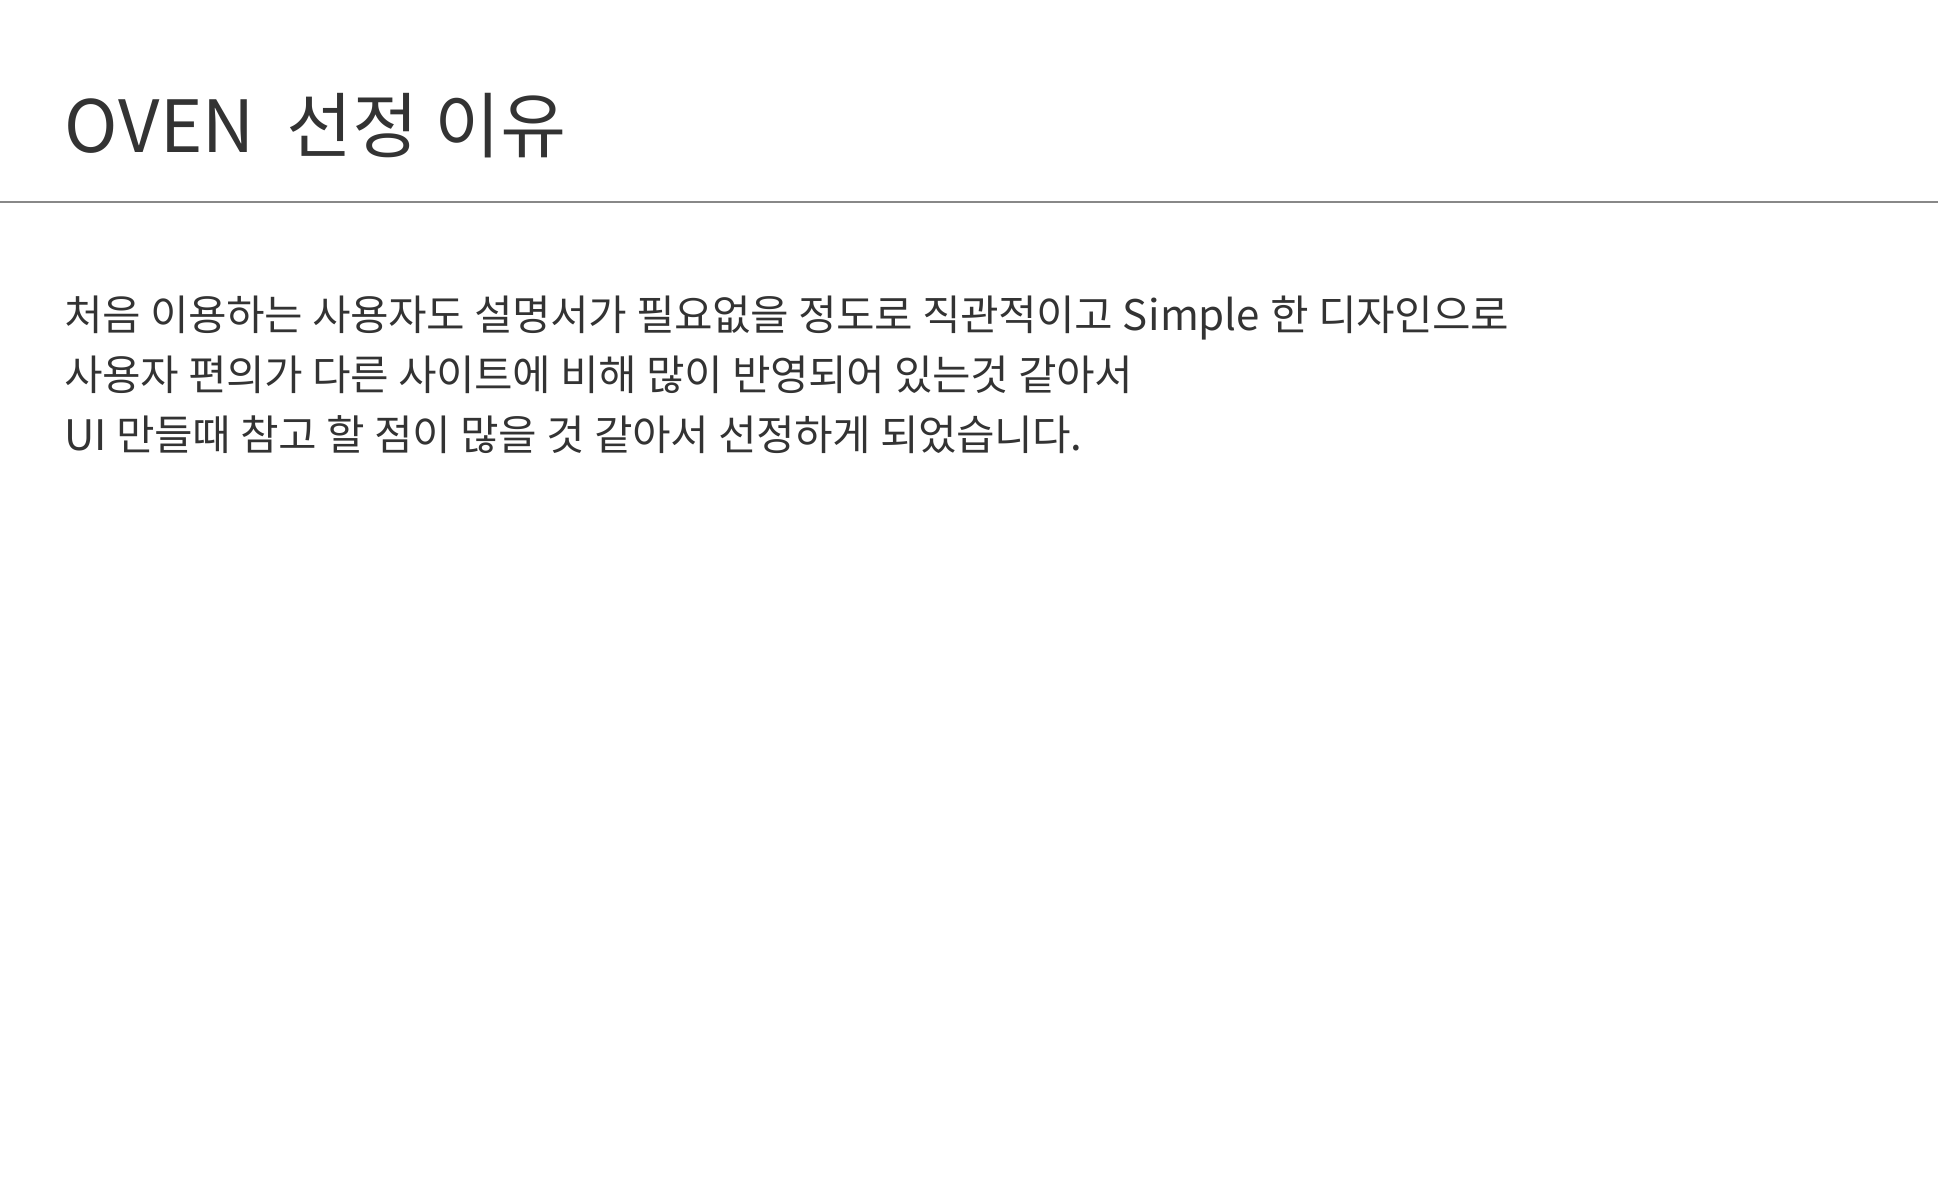 OVEN  선정 이유
처음 이용하는 사용자도 설명서가 필요없을 정도로 직관적이고 Simple 한 디자인으로
사용자 편의가 다른 사이트에 비해 많이 반영되어 있는것 같아서
UI 만들때 참고 할 점이 많을 것 같아서 선정하게 되었습니다.